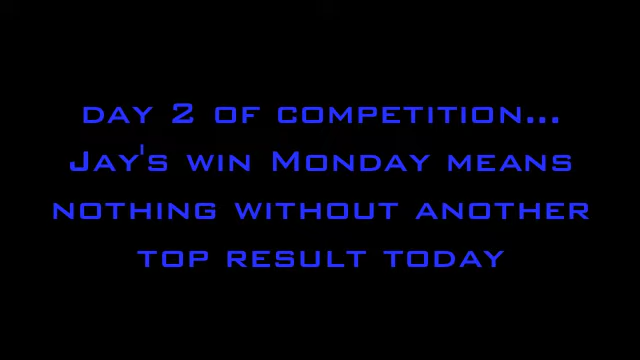 day 2 of competition...
Jay's win Monday means
nothing without another
top result today